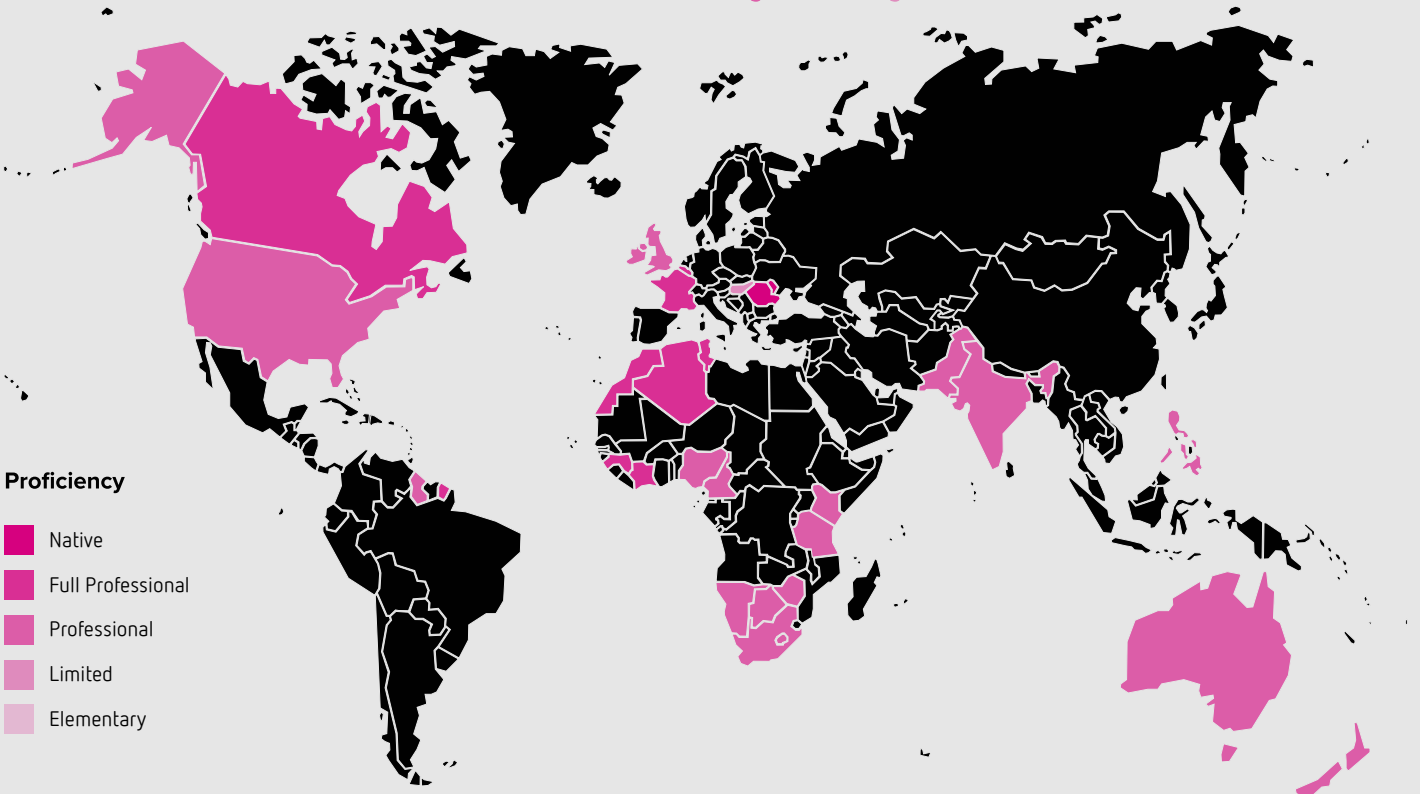 Proficiency
Native
Full Professional
Professional
Limited
Elementary